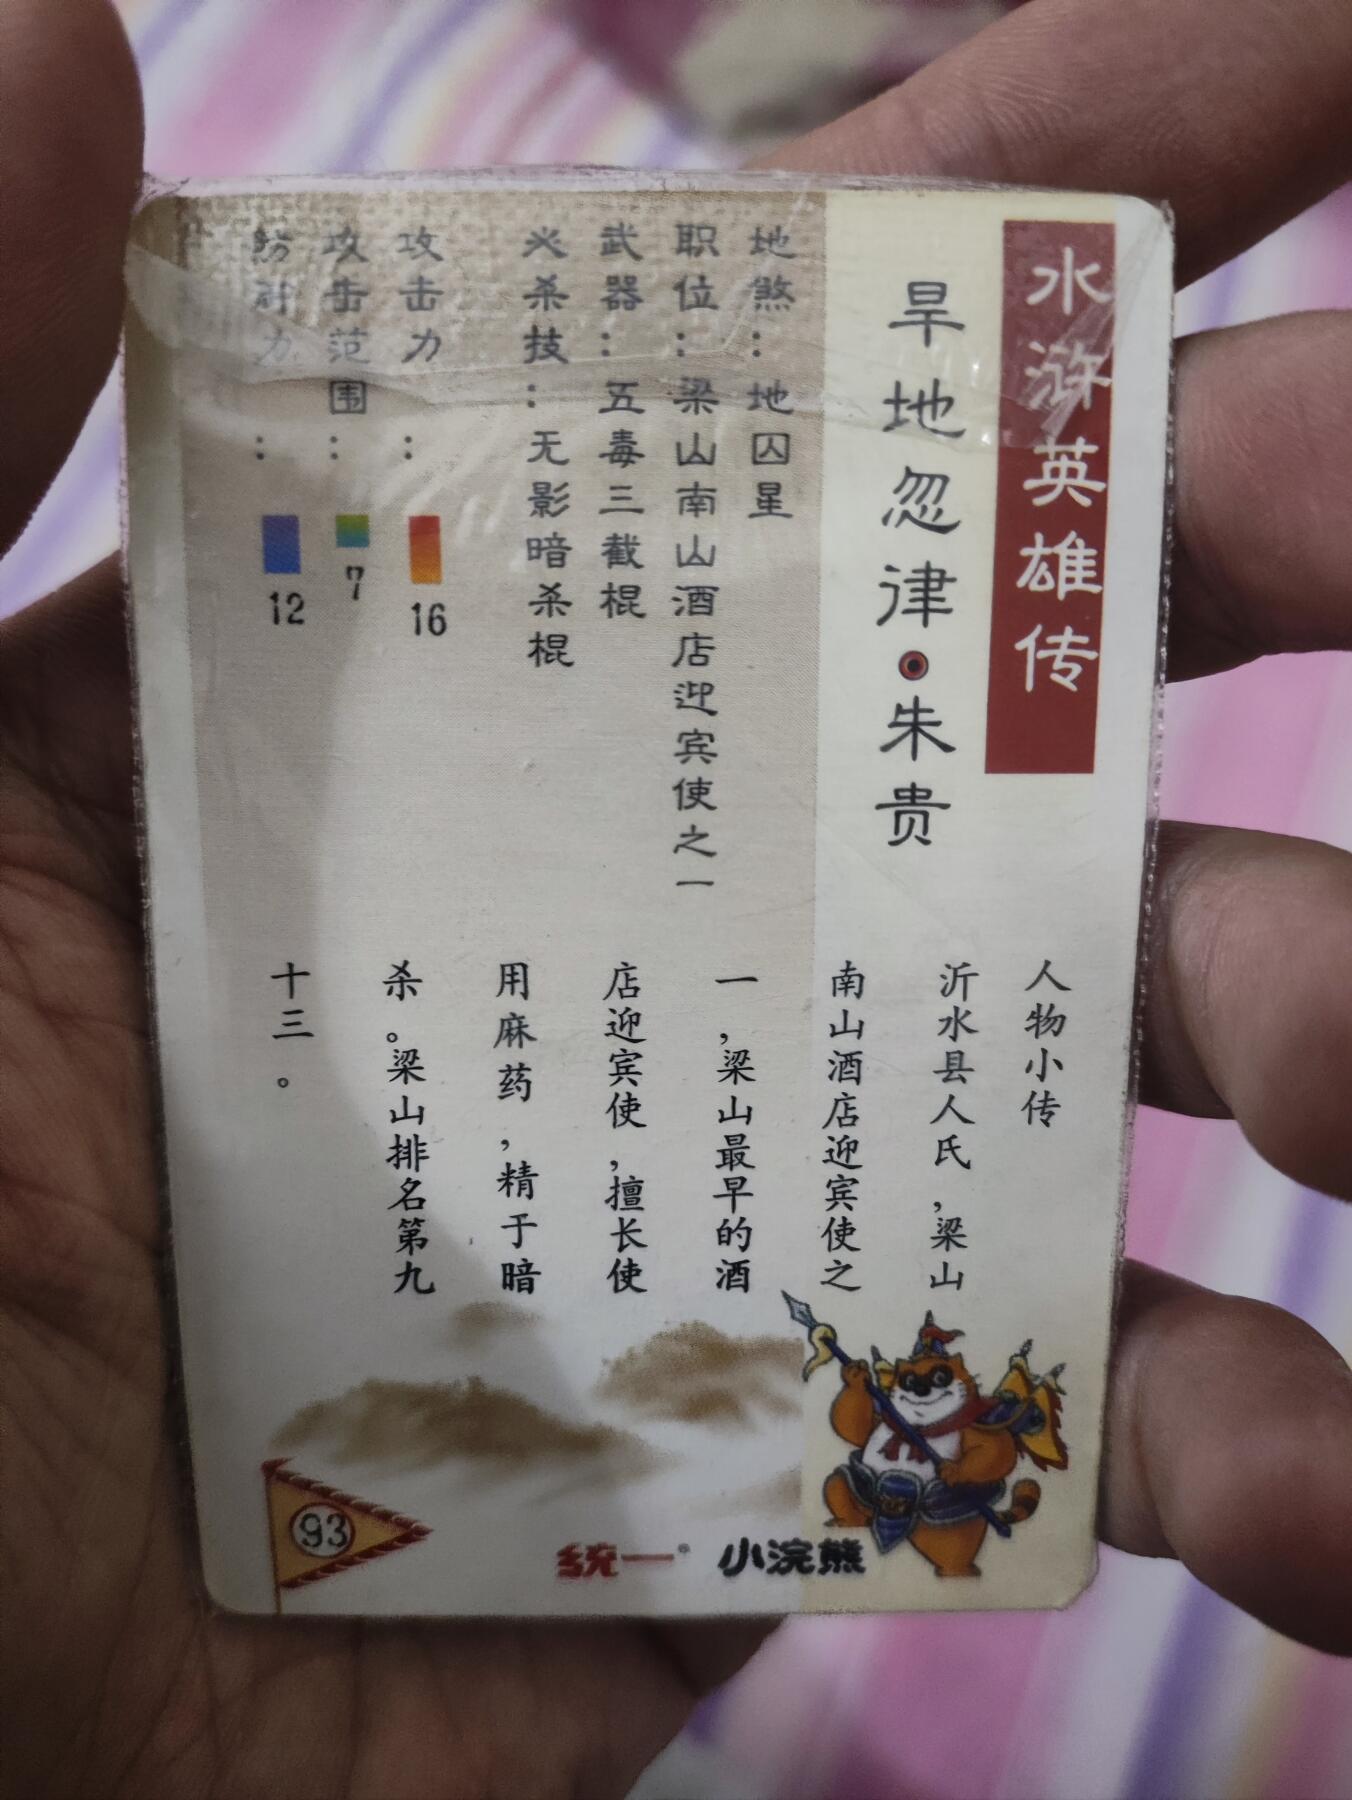 水浒英雄传
旱地忽律·朱贵
地煞：地囚星
职位：梁山南山酒店迎宾使之一
武器：五毒三截棍
必杀技：无影暗杀棍
攻击力：16
攻击范围：7
防御力：12
人物小传
沂水县人氏，梁山
南山酒店迎宾使之
一，梁山最早的酒
店迎宾使，擅长使
用麻药，精于暗
杀。梁山排名第九
十三。
93
统一® 小浣熊